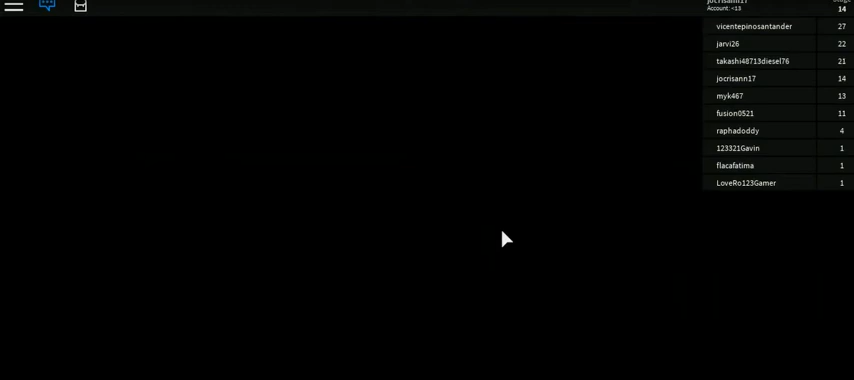 jocrisann17
Account: <13
14
vicentepinosantander 27
jarvi26 22
takashi48713diesel76 21
jocrisann17 14
myk467 13
fusion0521 11
raphadoddy 4
123321Gavin 1
flacafatima 1
LoveRo123Gamer 1